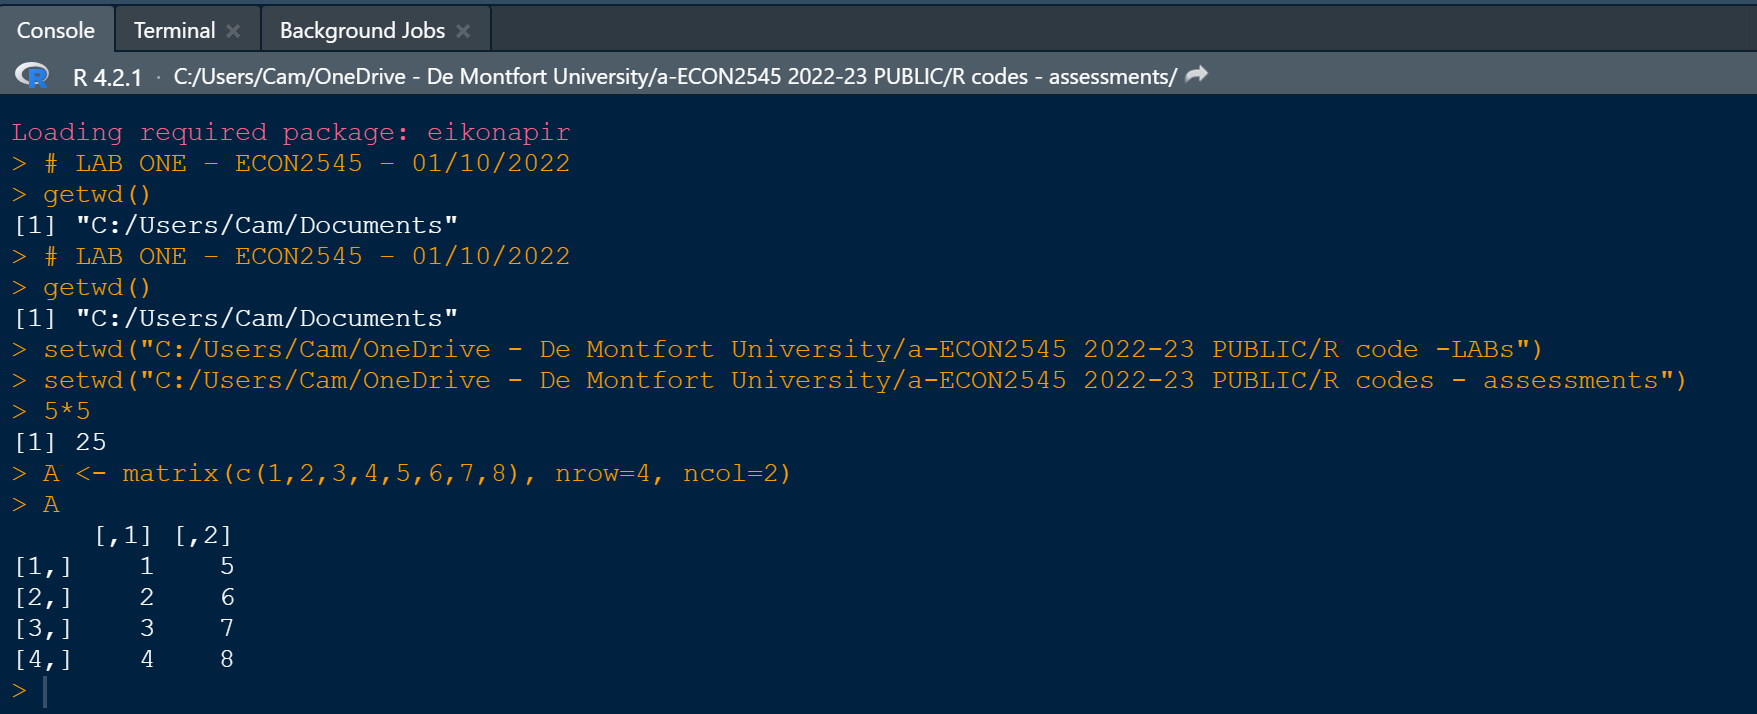 Console Terminal Background Jobs
R R 4.2.1 · C:/Users/Cam/OneDrive - De Montfort University/a-ECON2545 2022-23 PUBLIC/R codes - assessments/
Loading required package: eikonapir
> # LAB ONE – ECON2545 – 01/10/2022
> getwd()
[1] "C:/Users/Cam/Documents"
> # LAB ONE – ECON2545 – 01/10/2022
> getwd()
[1] "C:/Users/Cam/Documents"
> setwd("C:/Users/Cam/OneDrive - De Montfort University/a-ECON2545 2022-23 PUBLIC/R code -LABs")
> setwd("C:/Users/Cam/OneDrive - De Montfort University/a-ECON2545 2022-23 PUBLIC/R codes - assessments")
> 5*5
[1] 25
> A <- matrix(c(1,2,3,4,5,6,7,8), nrow=4, ncol=2)
> A
     [,1] [,2]
[1,]    1    5
[2,]    2    6
[3,]    3    7
[4,]    4    8
>